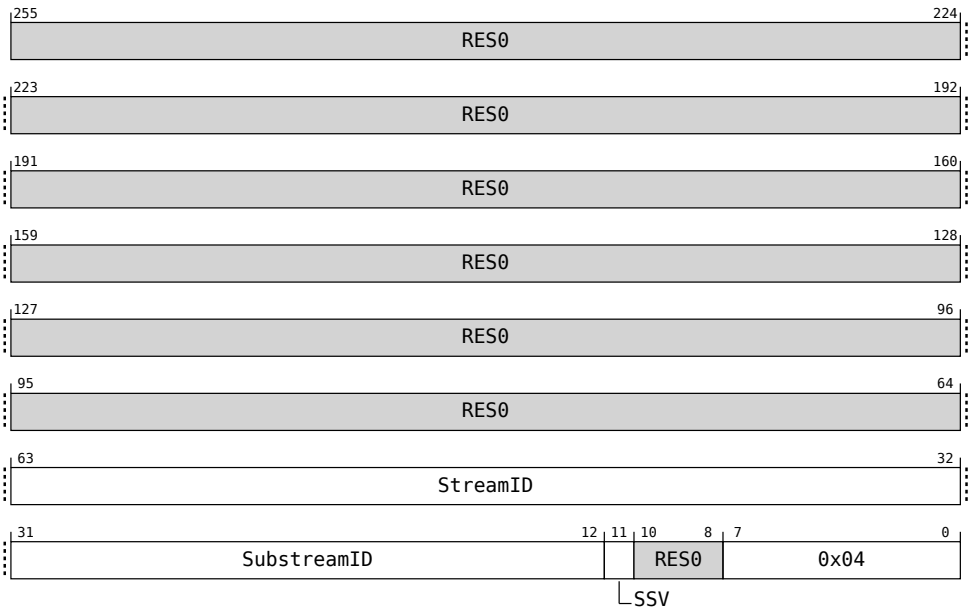 255 224
RES0
223 192
RES0
191 160
RES0
159 128
RES0
127 96
RES0
95 64
RES0
63 32
StreamID
31 12 11 10 8 7 0
SubstreamID RES0 0x04
SSV